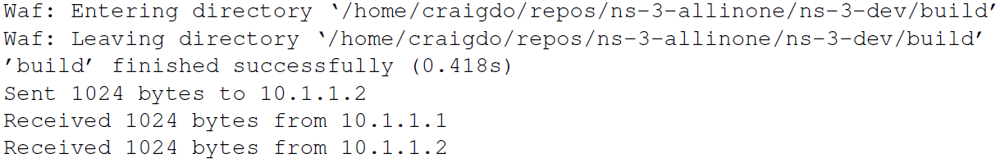 Waf: Entering directory ‘/home/craigdo/repos/ns-3-allinone/ns-3-dev/build’
Waf: Leaving directory ‘/home/craigdo/repos/ns-3-allinone/ns-3-dev/build’
’build’ finished successfully (0.418s)
Sent 1024 bytes to 10.1.1.2
Received 1024 bytes from 10.1.1.1
Received 1024 bytes from 10.1.1.2